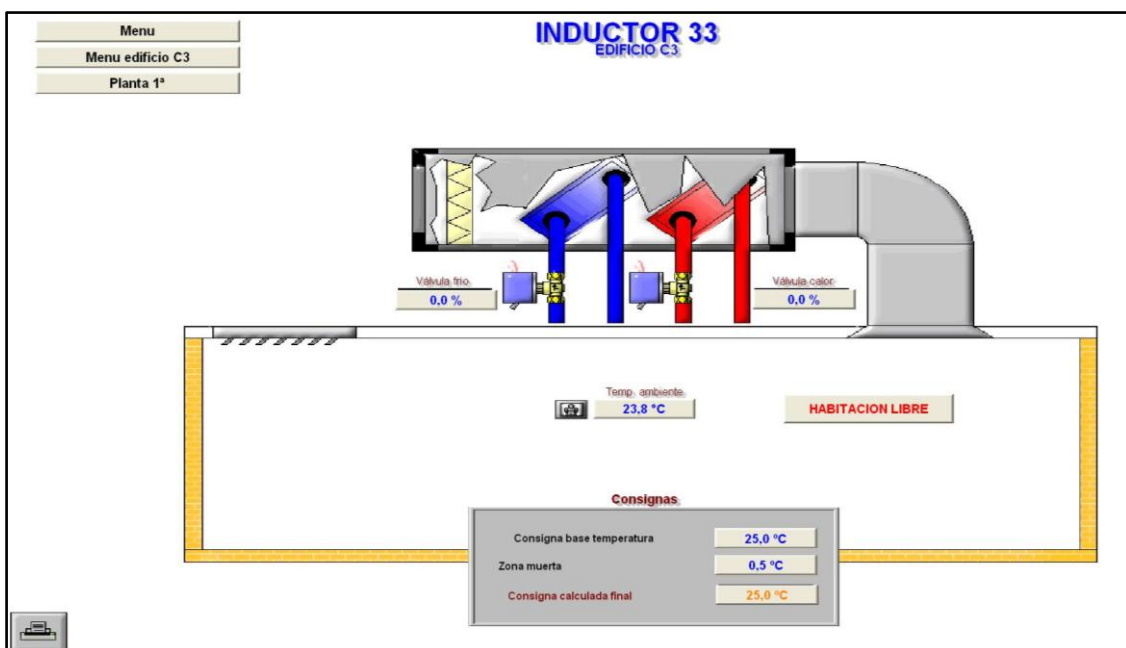 Menu
Menu edificio C3
Planta 1ª
INDUCTOR 33
EDIFICIO C3
Válvula frio
0,0 %
Válvula calor
0,0 %
Temp. ambiente
23,8 ºC
HABITACION LIBRE
Consignas
Consigna base temperatura
25,0 ºC
Zona muerta
0,5 ºC
Consigna calculada final
25,0 ºC